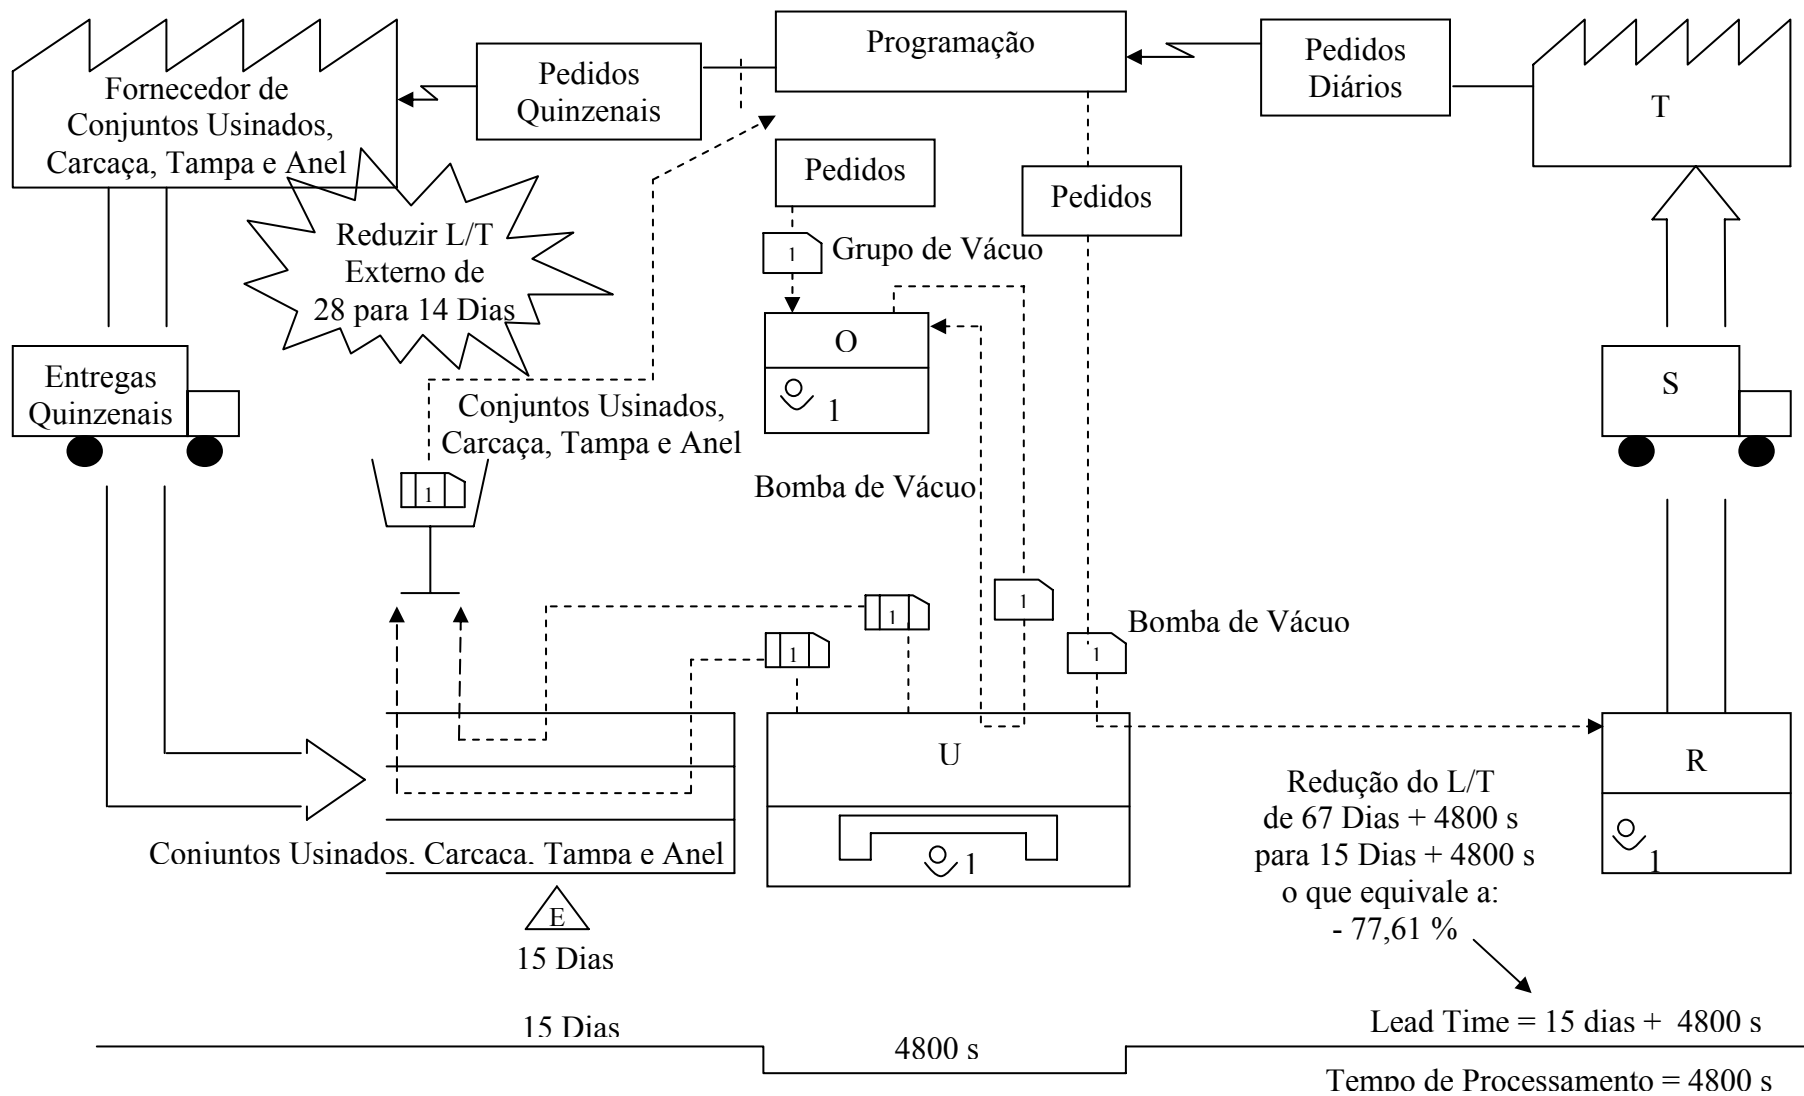 Programação
Pedidos
Quinzenais
Pedidos
Diários
Fornecedor de
Conjuntos Usinados,
Carcaça, Tampa e Anel
T
Pedidos
Pedidos
Reduzir L/T
Externo de
28 para 14 Dias
1
Grupo de Vácuo
O
1
Entregas
Quinzenais
S
Conjuntos Usinados,
Carcaça, Tampa e Anel
1
Bomba de Vácuo
1
1
1
1
Bomba de Vácuo
U
1
R
1
Redução do L/T
de 67 Dias + 4800 s
para 15 Dias + 4800 s
o que equivale a:
- 77,61 %
Conjuntos Usinados, Carcaça, Tampa e Anel
E
15 Dias
15 Dias
4800 s
Lead Time = 15 dias + 4800 s
Tempo de Processamento = 4800 s